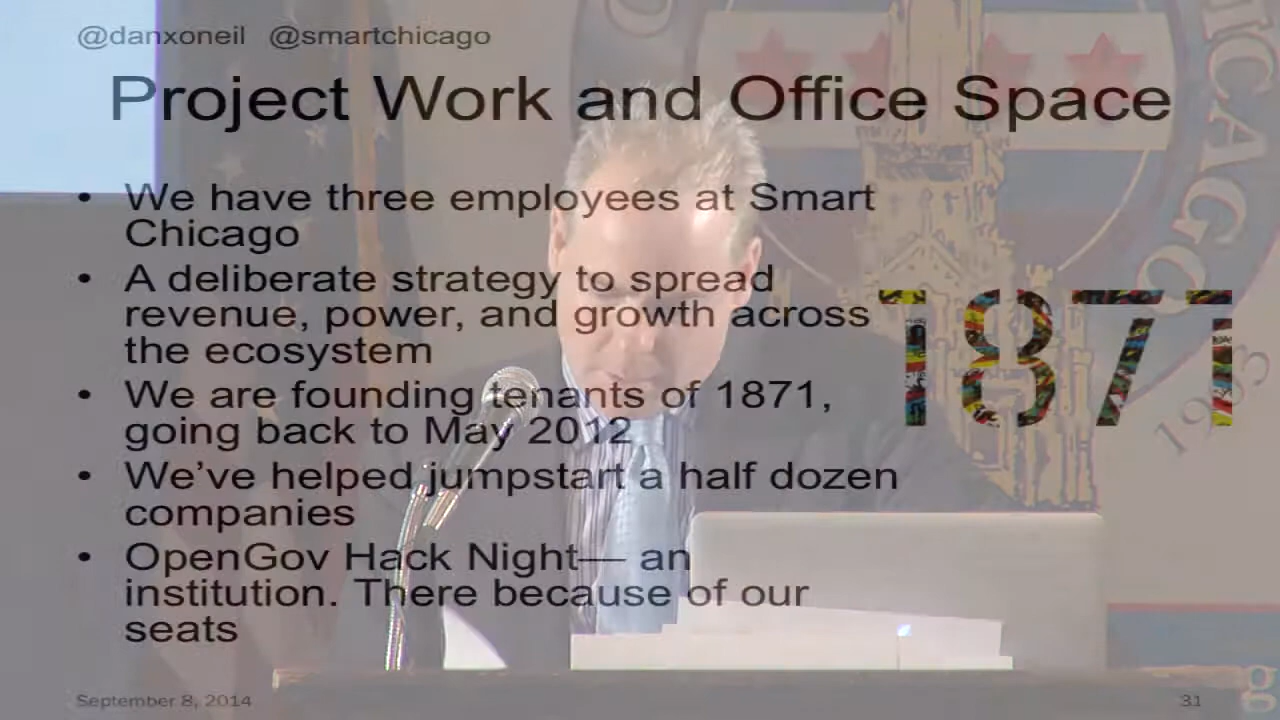 @danxoneil @smartchicago
Project Work and Office Space
• We have three employees at Smart
Chicago
• A deliberate strategy to spread
revenue, power, and growth across
the ecosystem
• We are founding tenants of 1871,
going back to May 2012
• We've helped jumpstart a half dozen
companies
• OpenGov Hack Night— an
institution. There because of our
seats
1871
CHICAGO
September 8, 2014
31
g